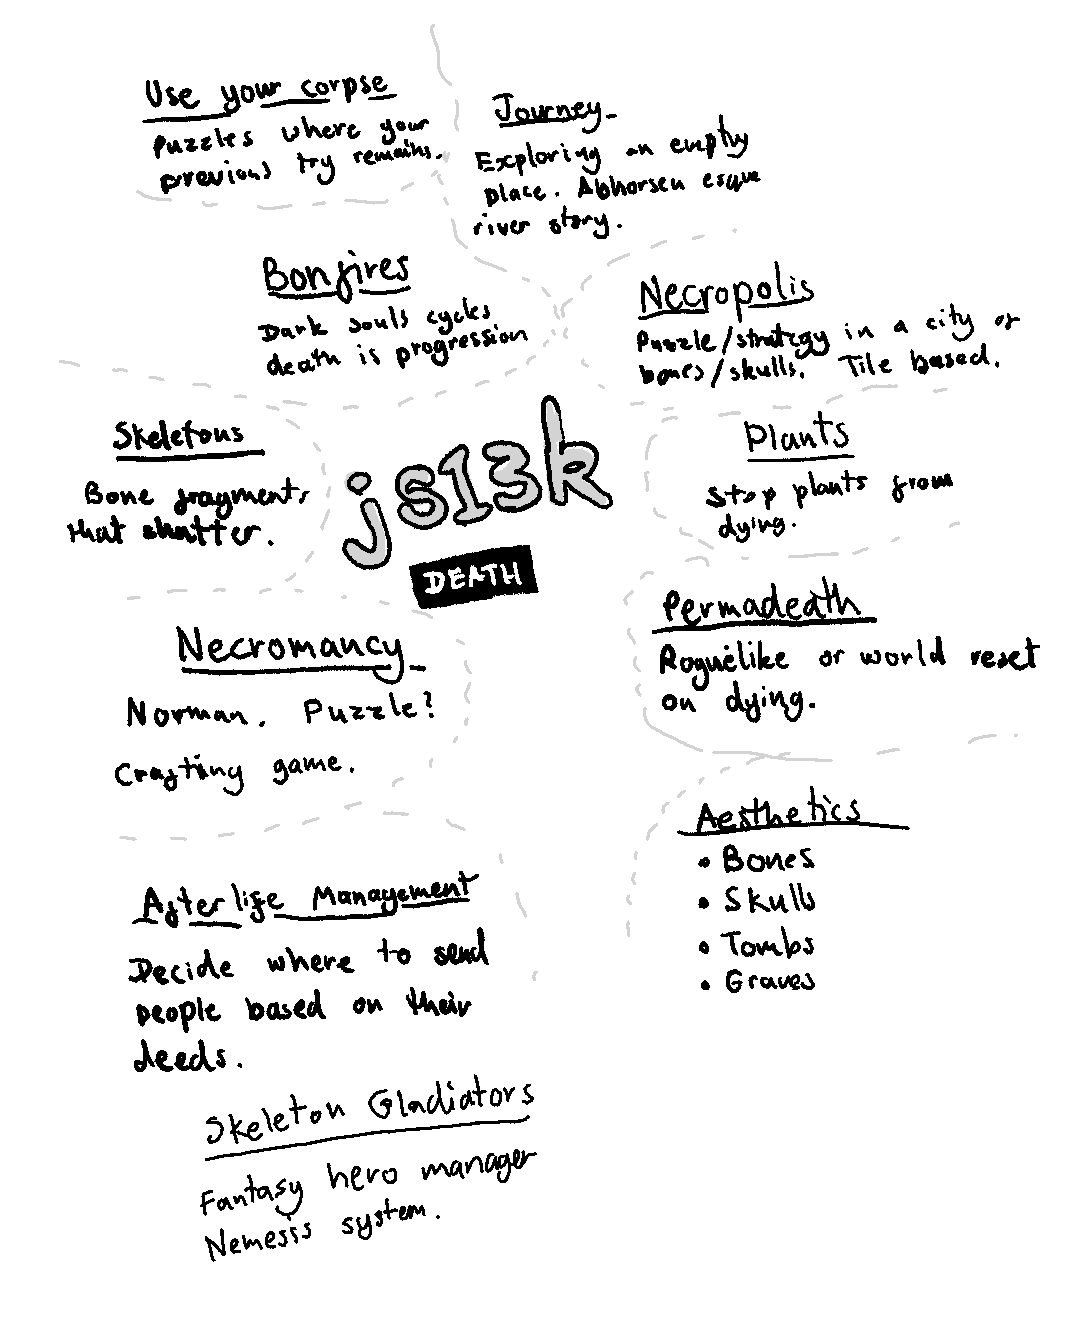 Use your corpse
Puzzles where your
previous try remains.
Journey
Exploring an empty
place. Abhorsen esque
river story.
Bonfires
Dark souls cycles
death is progression
Necropolis
Puzzle/strategy in a city of
bones/skulls. Tile based.
Skeletons
Bone fragments
that shatter.
js13k
DEATH
Plants
Stop plants from
dying.
Permadeath
Roguelike or world reset
on dying.
Necromancy
Norman. Puzzle?
Crafting game.
Aesthetics
• Bones
• Skulls
• Tombs
• Graves
Afterlife Management
Decide where to send
people based on their
deeds.
Skeleton Gladiators
Fantasy hero manager
Nemesis system.